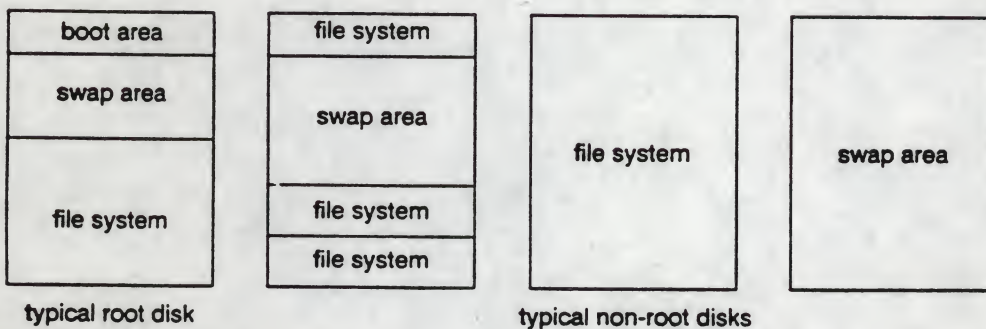 boot area
swap area
file system
typical root disk
file system
swap area
file system
file system
file system
swap area
typical non-root disks